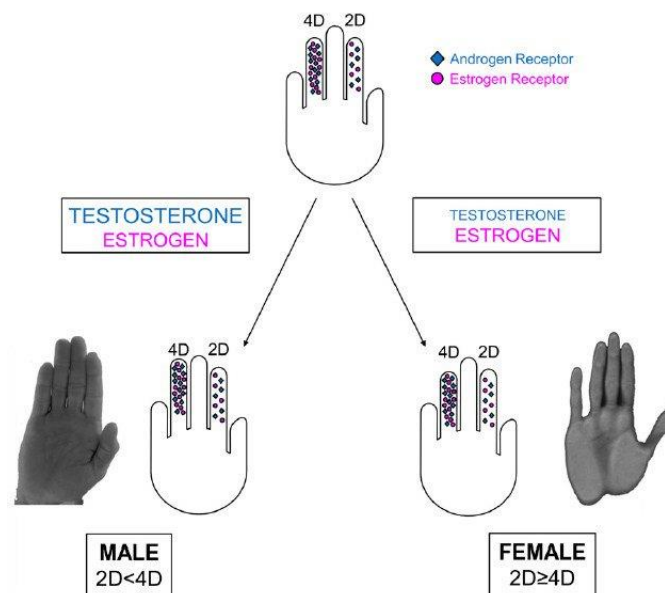 4D 2D
Androgen Receptor
Estrogen Receptor
TESTOSTERONE
ESTROGEN
TESTOSTERONE
ESTROGEN
4D 2D
4D 2D
MALE
2D<4D
FEMALE
2D≥4D